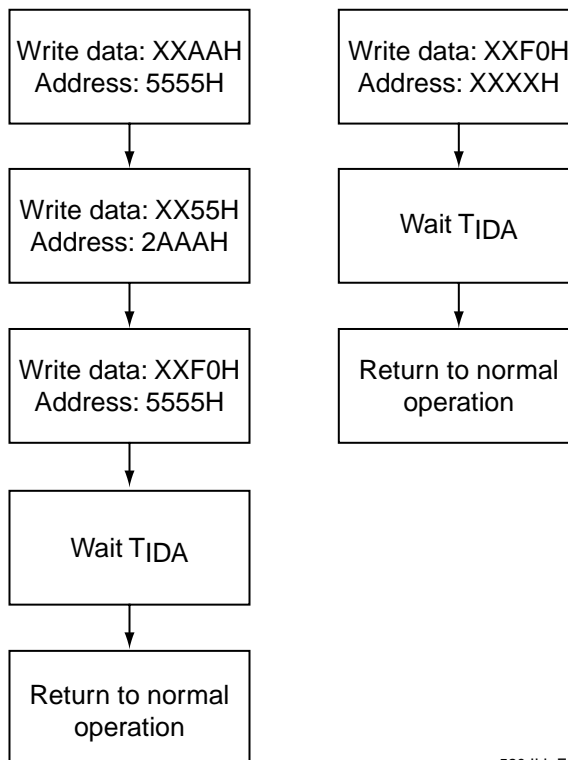 Write data: XXAAH
Address: 5555H
Write data: XX55H
Address: 2AAAH
Write data: XXF0H
Address: 5555H
Wait TIDA
Return to normal
operation
Write data: XXF0H
Address: XXXXH
Wait TIDA
Return to normal
operation